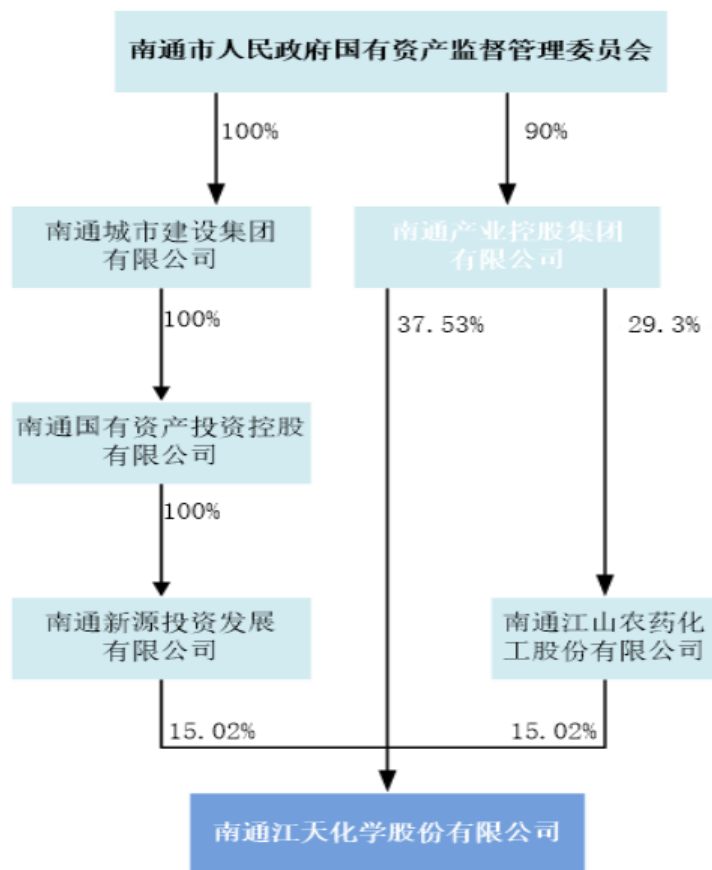 南通市人民政府国有资产监督管理委员会
100%
90%
南通城市建设集团
有限公司
南通产业控股集团
有限公司
100%
37.53%
29.3%
南通国有资产投资控股
有限公司
100%
南通新源投资发展
有限公司
南通江山农药化
工股份有限公司
15.02%
15.02%
南通江天化学股份有限公司